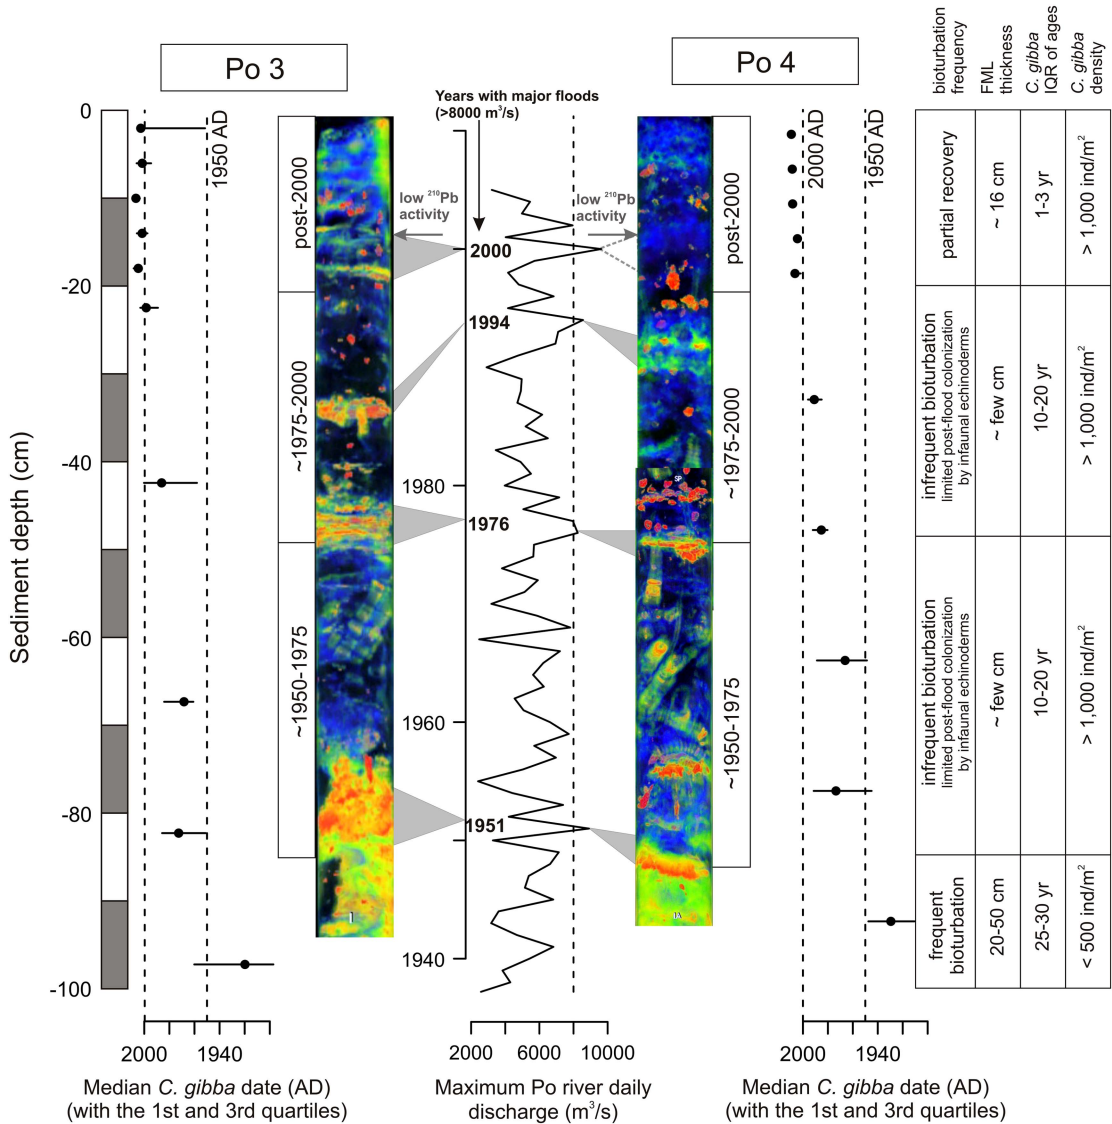 Po 3
Po 4
Years with major floods
(>8000 m³/s)
bioturbation
frequency
FML
thickness
C. gibba
IQR of ages
C. gibba
density
Sediment depth (cm)
0
-20
-40
-60
-80
-100
1950 AD
post-2000
~1975-2000
~1950-1975
low ²¹⁰Pb
activity
low ²¹⁰Pb
activity
2000
1994
1980
1976
1960
1951
1940
SP
post-2000
~1975-2000
~1950-1975
2000 AD
1950 AD
partial recovery
~ 16 cm
1-3 yr
> 1,000 ind/m²
infrequent bioturbation
limited post-flood colonization
by infaunal echinoderms
~ few cm
10-20 yr
> 1,000 ind/m²
infrequent bioturbation
limited post-flood colonization
by infaunal echinoderms
~ few cm
10-20 yr
> 1,000 ind/m²
frequent
bioturbation
20-50 cm
25-30 yr
< 500 ind/m²
2000 1940
2000 6000 10000
2000 1940
Median C. gibba date (AD)
(with the 1st and 3rd quartiles)
Maximum Po river daily
discharge (m³/s)
Median C. gibba date (AD)
(with the 1st and 3rd quartiles)